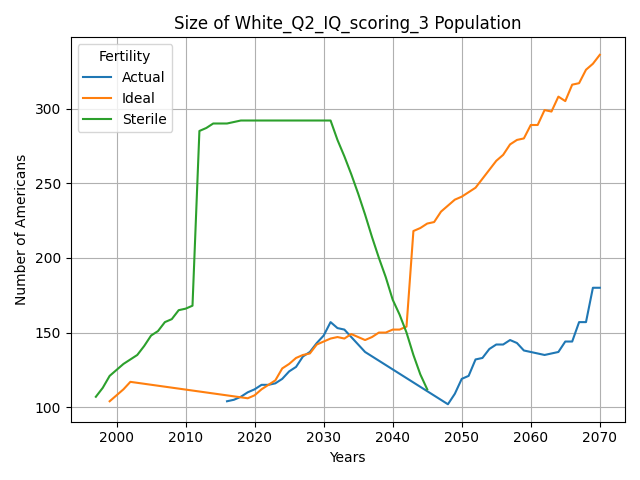 Size of White_Q2_IQ_scoring_3 Population
Fertility
Actual
Ideal
Sterile
Number of Americans
300
250
200
150
100
2000 2010 2020 2030 2040 2050 2060 2070
Years